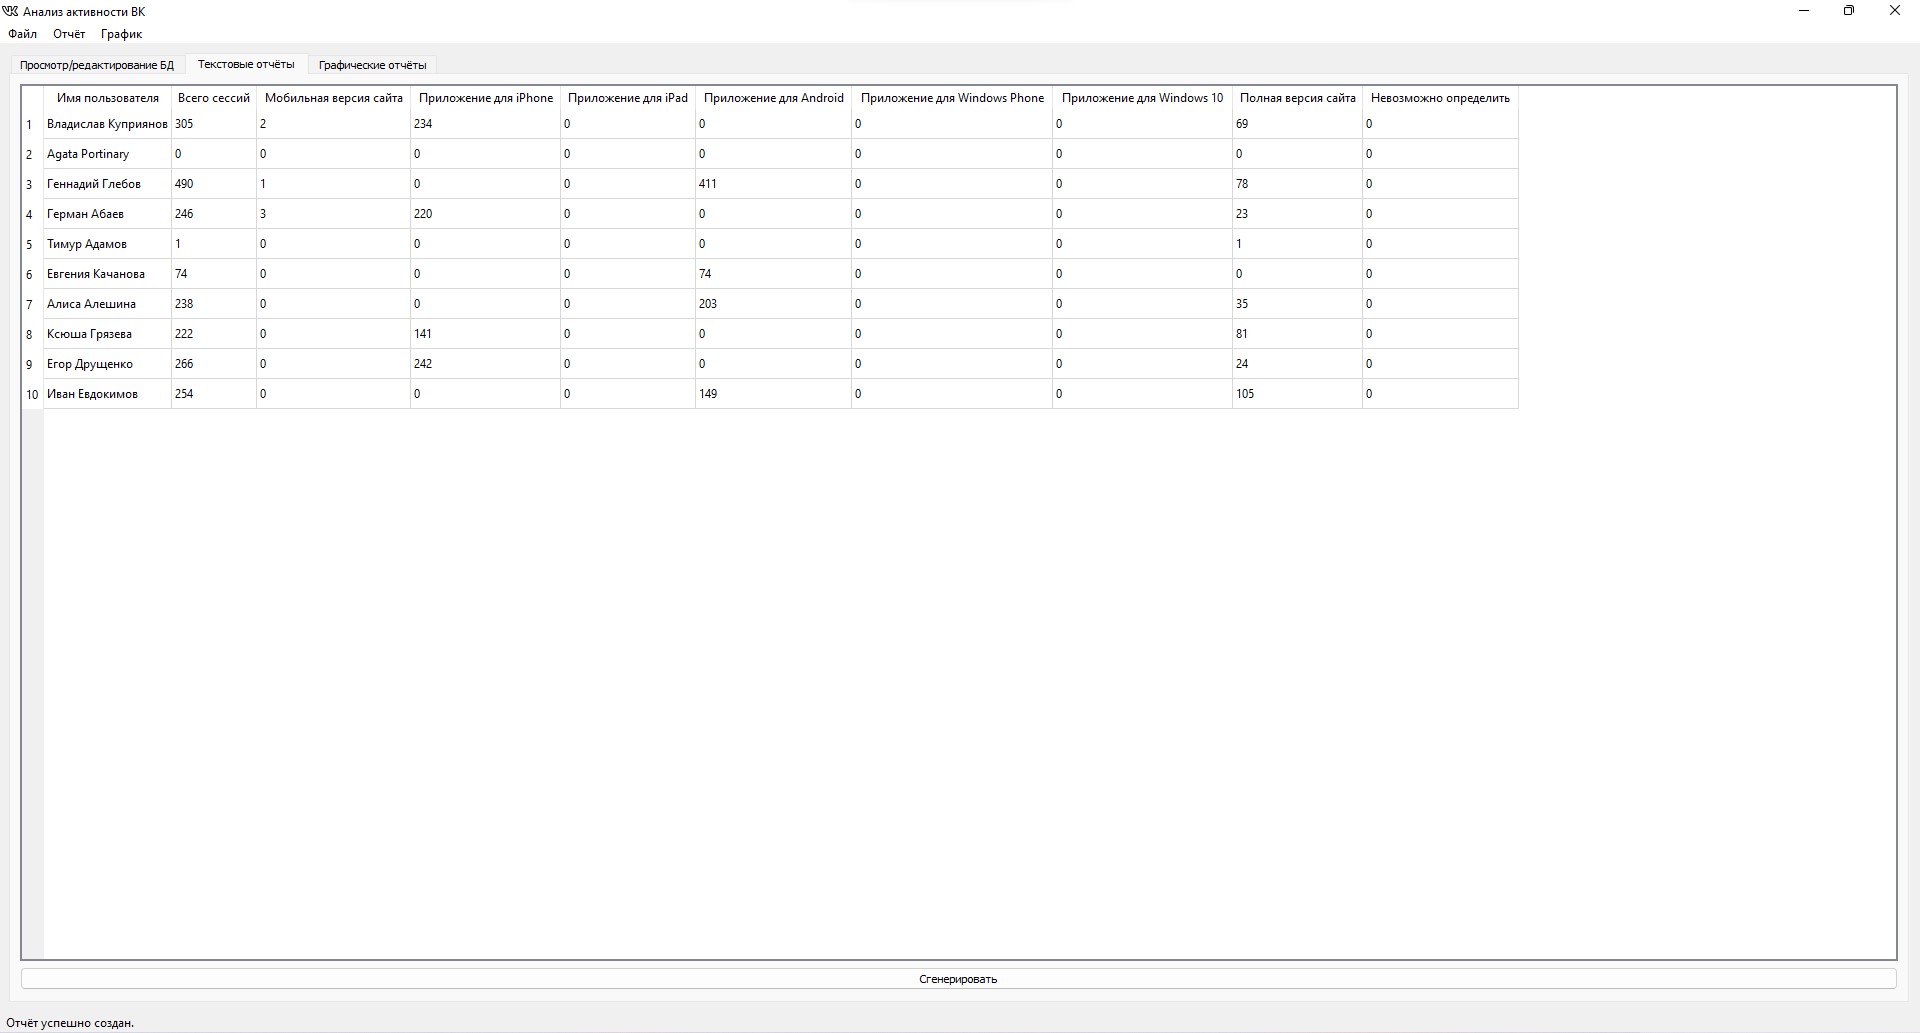 Анализ активности ВК
Файл Отчёт График
Просмотр/редактирование БД Текстовые отчёты Графические отчёты
Имя пользователя Всего сессий Мобильная версия сайта Приложение для iPhone Приложение для iPad Приложение для Android Приложение для Windows Phone Приложение для Windows 10 Полная версия сайта Невозможно определить
1 Владислав Куприянов 305 2 234 0 0 0 0 69 0
2 Agata Portinary 0 0 0 0 0 0 0 0 0
3 Геннадий Глебов 490 1 0 0 411 0 0 78 0
4 Герман Абаев 246 3 220 0 0 0 0 23 0
5 Тимур Адамов 1 0 0 0 0 0 0 1 0
6 Евгения Качанова 74 0 0 0 74 0 0 0 0
7 Алиса Алешина 238 0 0 0 203 0 0 35 0
8 Ксюша Грязева 222 0 141 0 0 0 0 81 0
9 Егор Друщенко 266 0 242 0 0 0 0 24 0
10 Иван Евдокимов 254 0 0 0 149 0 0 105 0
Сгенерировать
Отчёт успешно создан.